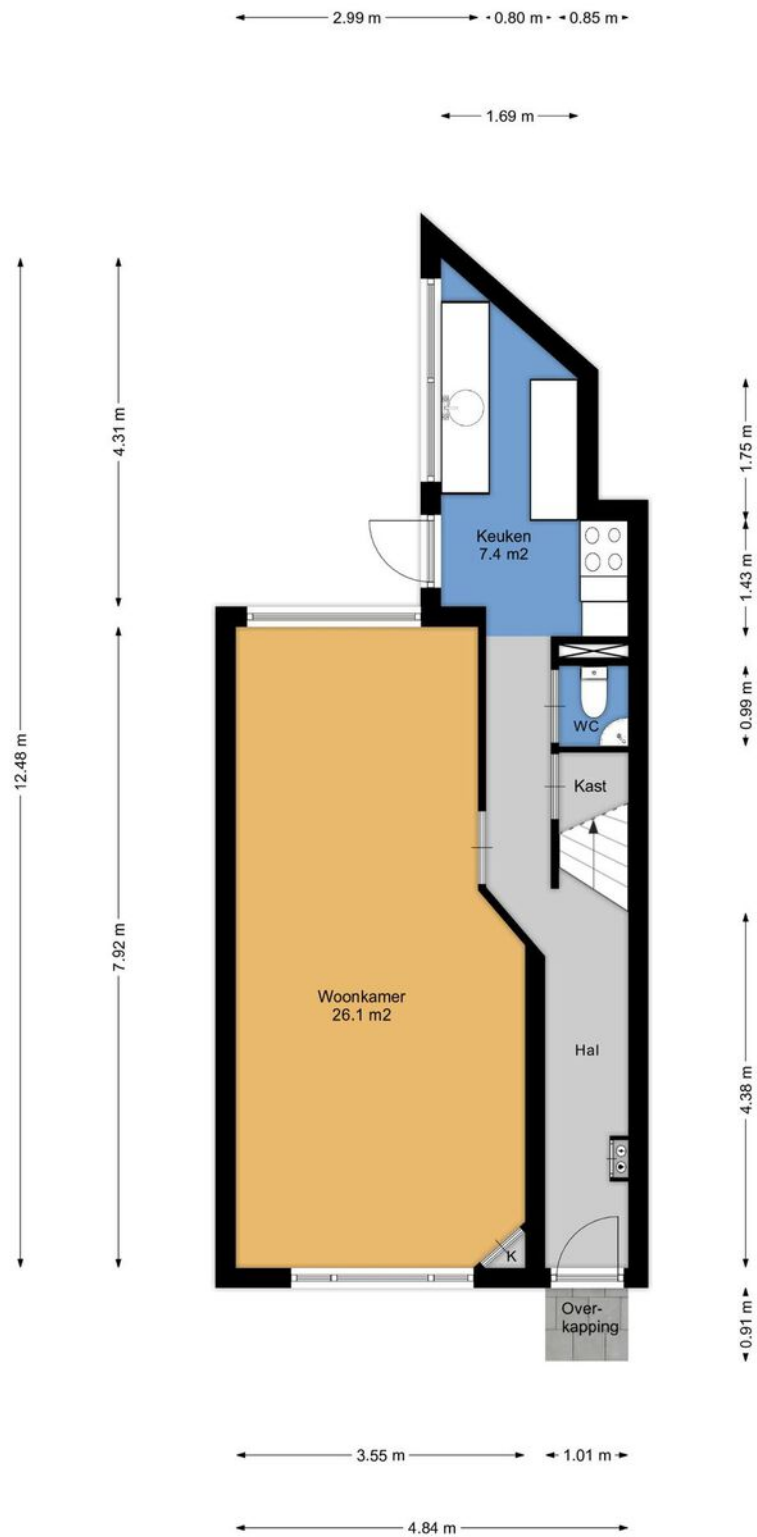 2.99 m
0.80 m
0.85 m
1.69 m
4.31 m
1.75 m
Keuken
7.4 m2
1.43 m
0.99 m
WC
12.48 m
Kast
7.92 m
Woonkamer
26.1 m2
Hal
4.38 m
K
Over-
kapping
0.91 m
3.55 m
1.01 m
4.84 m